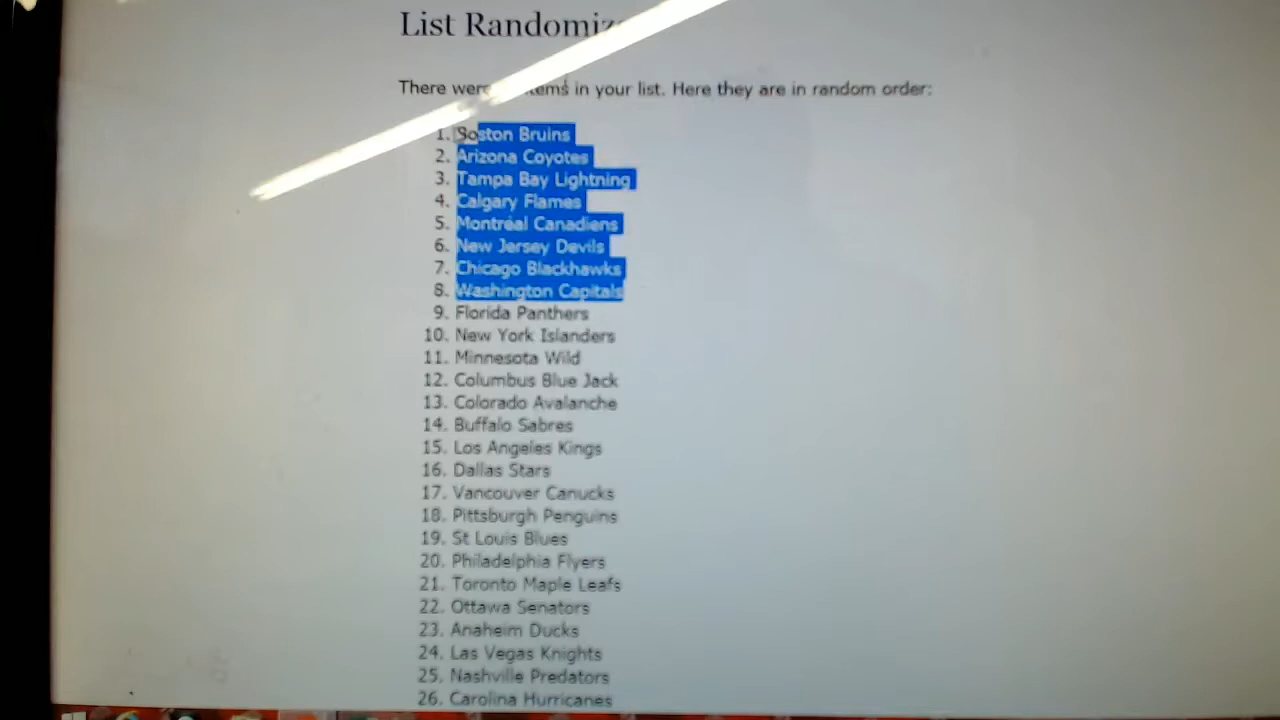 List
There in your list. Here they are in random order:
1. Boston Bruins
2. Arizona Coyotes
3. Tampa Bay Lightning
4. Calgary Flames
5. Montréal Canadiens
6. New Jersey Devils
7. Chicago Blackhawks
8. Washington Capitals
9. Florida Panthers
10. New York Islanders
11. Minnesota Wild
12. Columbus Blue Jack
13. Colorado Avalanche
14. Buffalo Sabres
15. Los Angeles Kings
16. Dallas Stars
17. Vancouver Canucks
18. Pittsburgh Penguins
19. St Louis Blues
20. Philadelphia Flyers
21. Toronto Maple Leafs
22. Ottawa Senators
23. Anaheim Ducks
24. Las Vegas Knights
25. Nashville Predators
26. Carolina Hurricanes